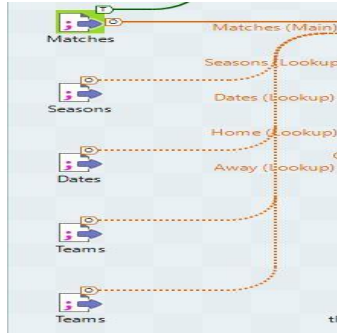 T
O
Matches (Main)
Matches
Seasons (Lookup
O
Seasons
Dates (Lookup)
Home (Lookup)
O
Dates
Away (Lookup)
O
Teams
O
Teams